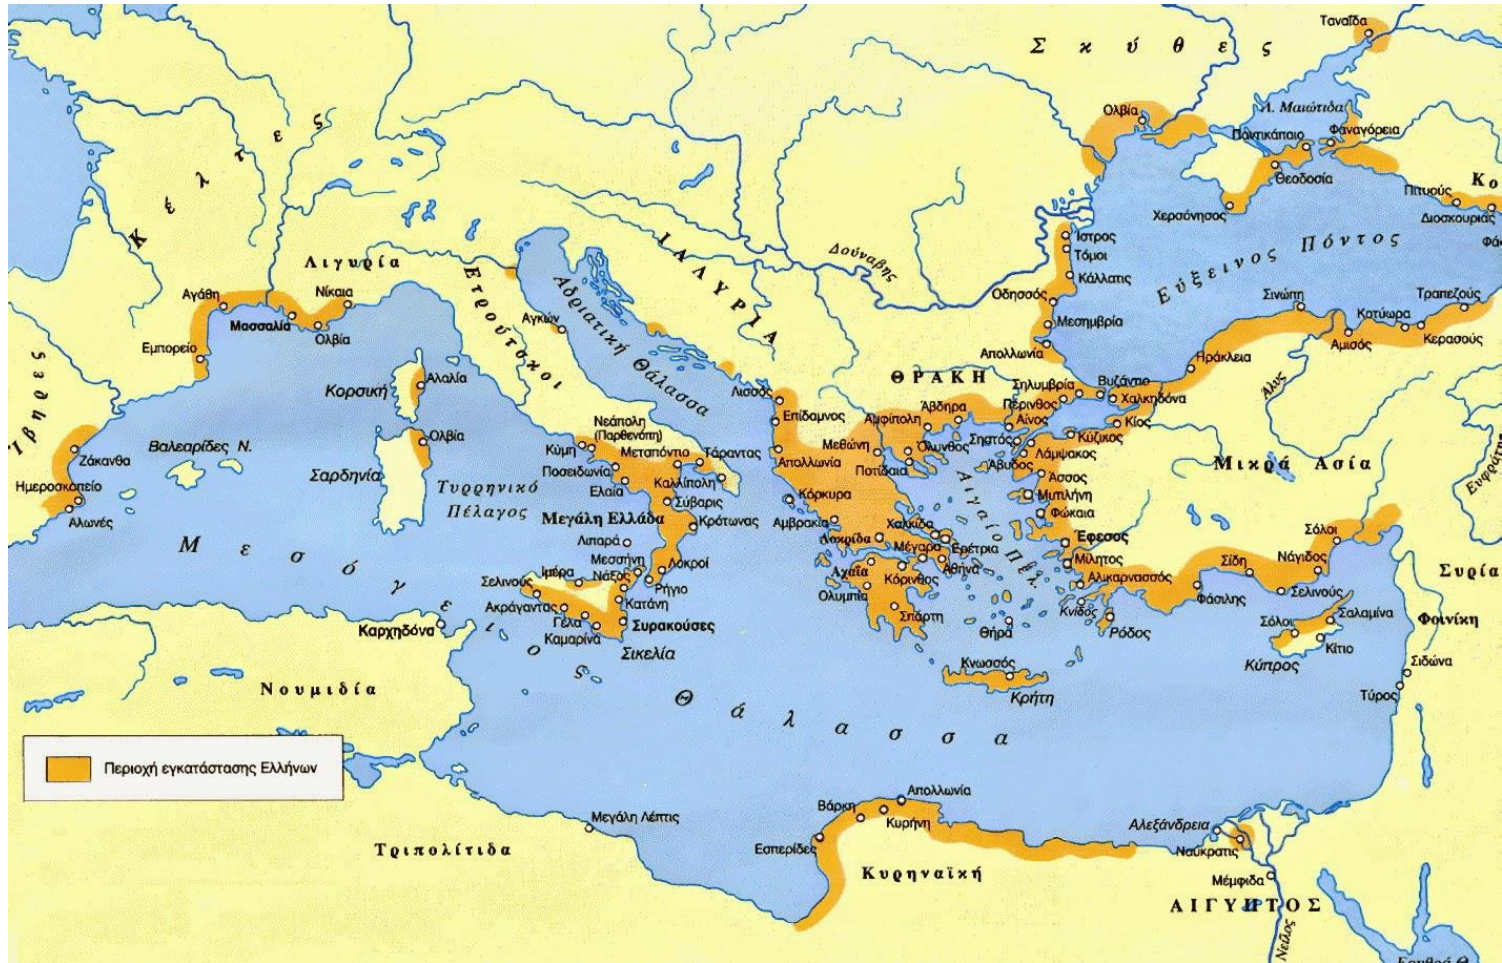 Ταναΐδα
Σκύθες
Ολβία
Λ. Μαιώτιδα
Παντικάπαιο
Φαναγόρεια
Κέλτες
Θεοδοσία
Πιτυούς
Κο
Χερσόνησος
Διοσκουριάς
Ίστρος
Δούναβης
Τόμοι
Εύξεινος Πόντος
Φάσ
ΙΛΛΥΡΙΑ
Λιγυρία
Κάλλατις
Ετρούσκοι
Αδριατική Θάλασσα
Αγάθη
Νίκαια
Οδησσός
Σινώπη
Τραπεζούς
Μασσαλία
Αγκών
Μεσημβρία
Κοτύωρα
Ολβία
Εμπορείο
Απολλωνία
Ηράκλεια
Αμισός
Κερασούς
Ίβηρες
Κορσική
Αλαλία
Λισσός
ΘΡΑΚΗ
Σηλυμβρία
Βυζάντιο
Άλυς
Περινθος
Χαλκηδόνα
Νεάπολη
(Παρθενόπη)
Επίδαμνος
Αμφίπολη
Άβδηρα
Αίνος
Κίος
Βαλεαρίδες Ν.
Ολβία
Κύμη
Μεταπόντιο
Τάραντας
Μεθώνη
Όλυνθος
Σηστός
Κύζικος
Ζάκανθα
Λάμψακος
Απολλωνία
Ποτίδαια
Άβυδος
Μικρά Ασία
Σαρδηνία
Ποσειδωνία
Καλλίπολη
Άσσος
Ευφράτη
Ημεροσκοπείο
Τυρρηνικό
Πέλαγος
Ελαία
Σύβαρις
Κόρκυρα
Αιγαίο Πέλ.
Μυτιλήνη
Αλωνές
Μεγάλη Ελλάδα
Κρότωνας
Αμβρακία
Χαλκίδα
Φώκαια
Σόλοι
Μεσόγειος Θάλασσα
Λιπαρά
Λοκρίδα
Μέγαρα
Ερέτρια
Έφεσος
Μεσσήνη
Λοκροί
Αχαΐα
Αθήνα
Μίλητος
Σίδη
Νάγιδος
Συρία
Ιμέρα
Νάξος
Κόρινθος
Αλικαρνασσός
Σελινούς
Ρήγιο
Ολυμπία
Φάσιλης
Σελινούς
Ακράγαντας
Κατάνη
Σπάρτη
Κνίδος
Σαλαμίνα
Γέλα
Συρακούσες
Θήρα
Ρόδος
Σόλοι
Φοινίκη
Καρχηδόνα
Καμαρίνα
Κίτιο
Σικελία
Κνωσσός
Κύπρος
Σιδώνα
Νουμιδία
Κρήτη
Τύρος
Περιοχή εγκατάστασης Ελλήνων
Απολλωνία
Βάρκη
Μεγάλη Λέπτις
Κυρήνη
Αλεξάνδρεια
Τριπολίτιδα
Εσπερίδες
Ναύκρατις
Κυρηναϊκή
Μέμφιδα
ΑΙΓΥΠΤΟΣ
Νείλος